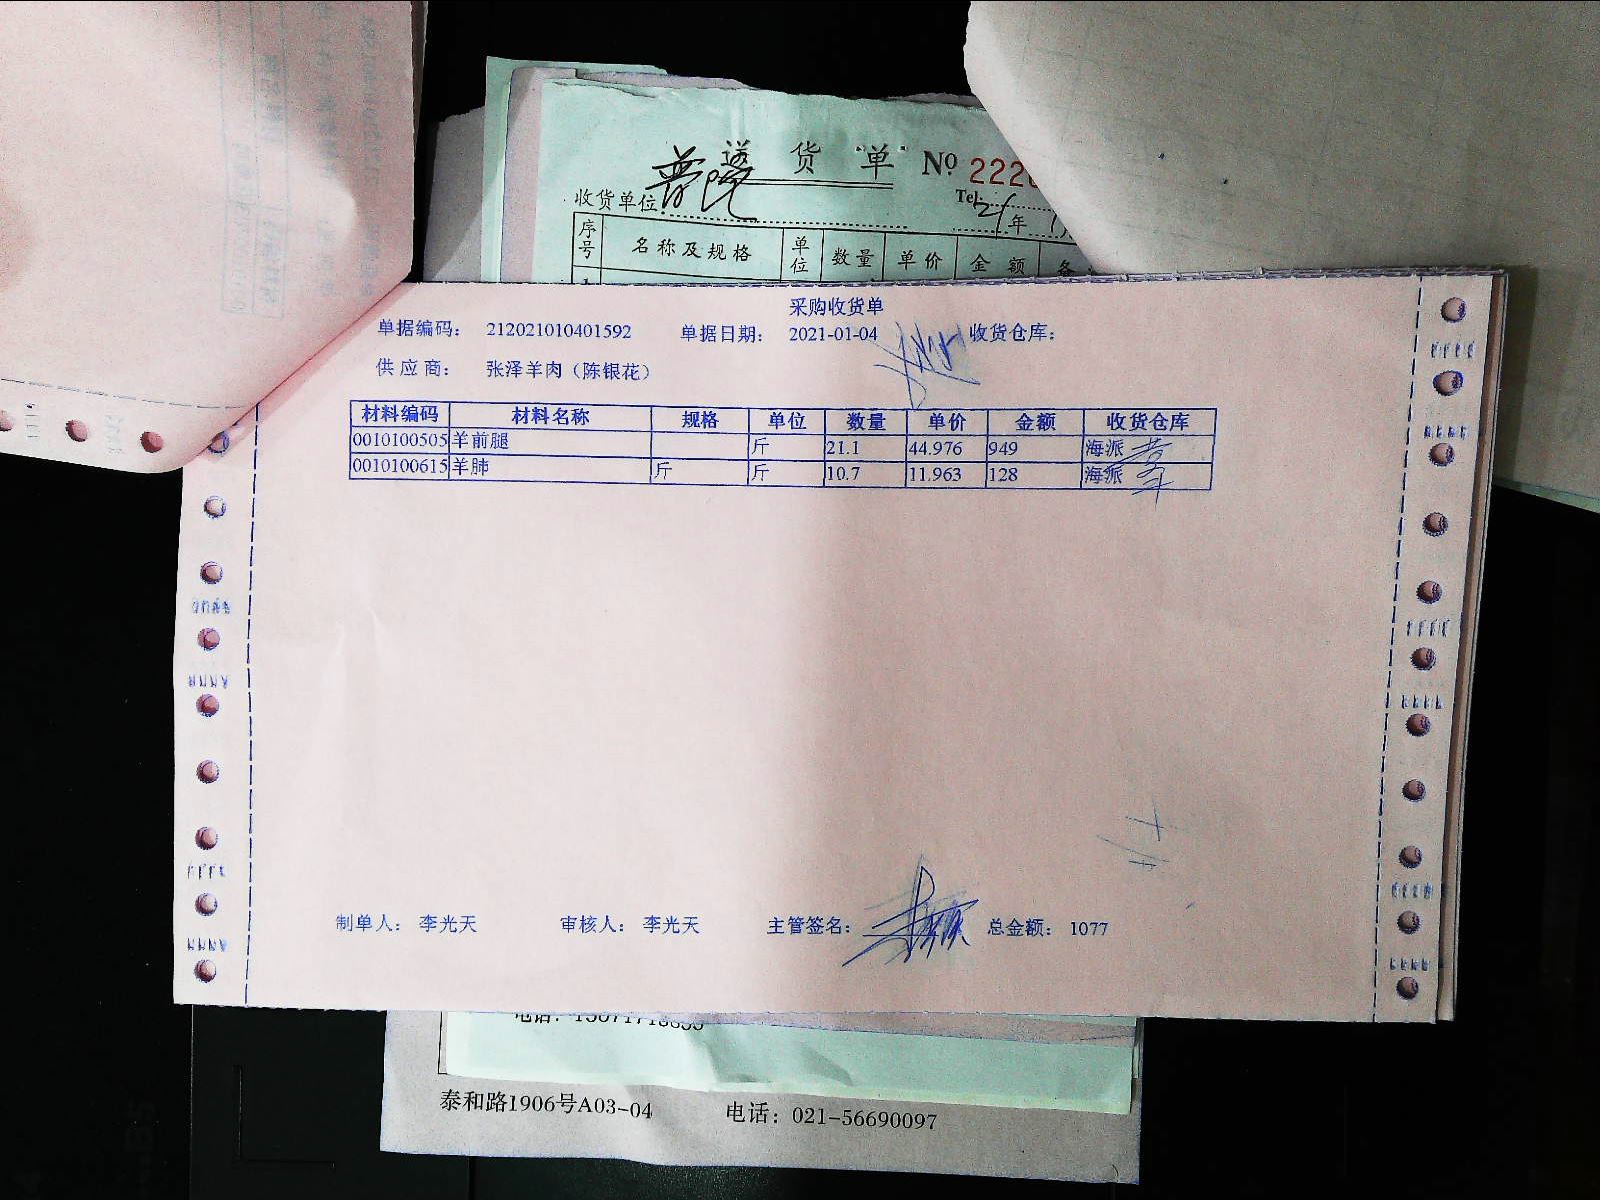 送 货 单 Nº 222
收货单位
Tel:
21年
序号 名称及规格 单位 数量 单价 金额
采购收货单
单据编码： 212021010401592 单据日期： 2021-01-04 收货仓库：
供应商： 张泽羊肉（陈银花）
材料编码 材料名称 规格 单位 数量 单价 金额 收货仓库
0010100505 羊前腿 斤 21.1 44.976 949 海派
0010100615 羊肺 斤 斤 10.7 11.963 128 海派
制单人： 李光天 审核人： 李光天 主管签名： 总金额： 1077
泰和路1906号A03-04 电话：021-56690097